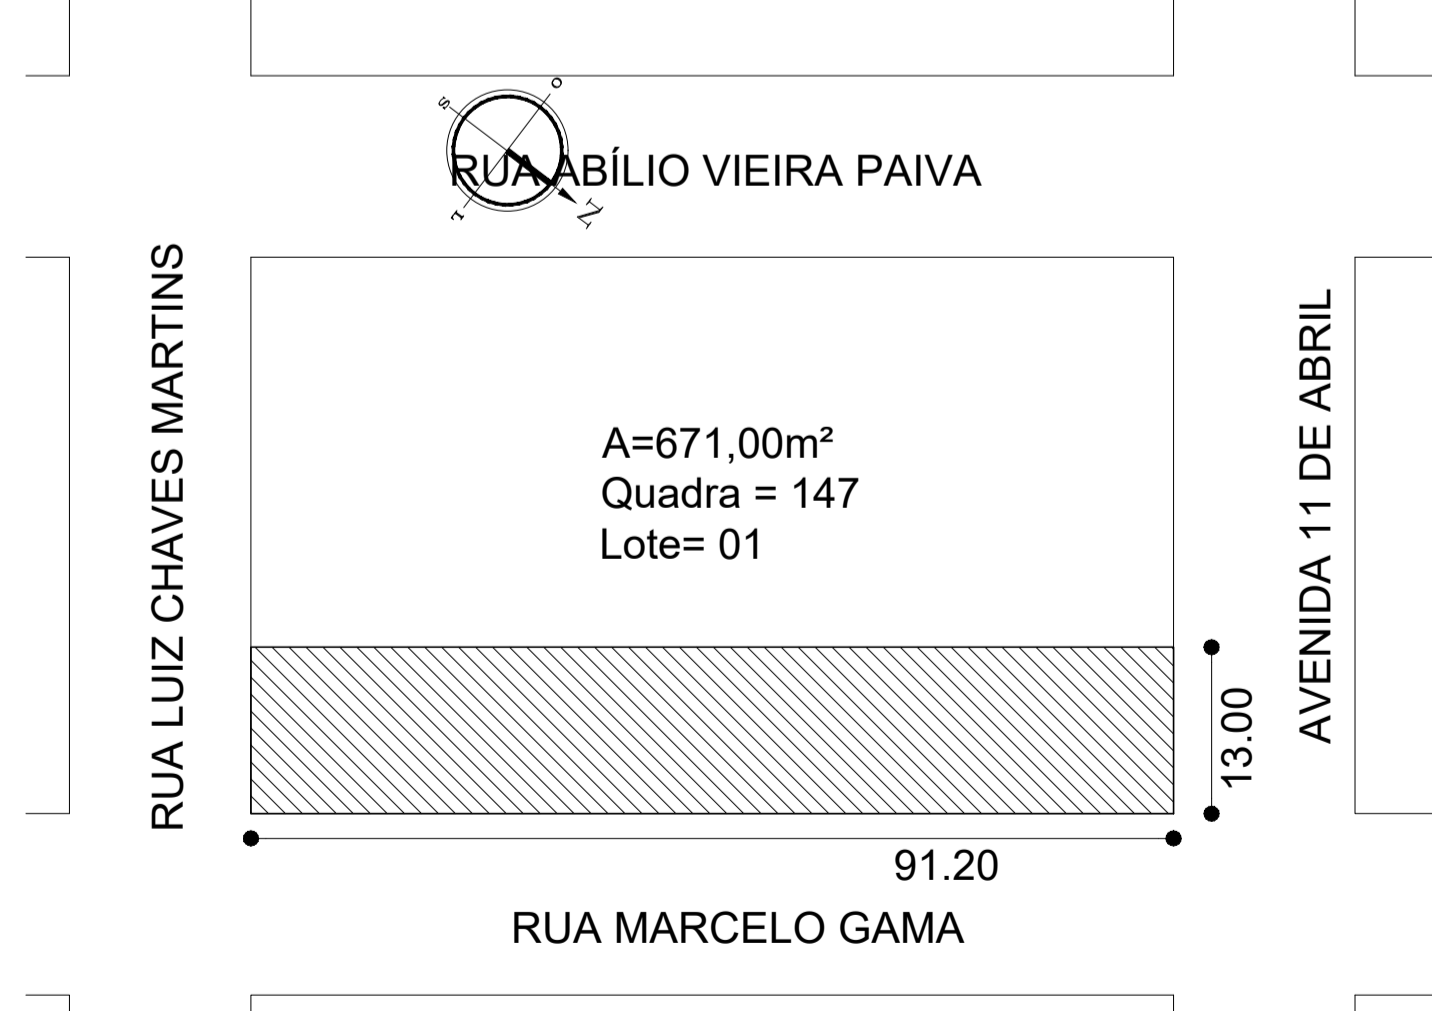 O
S
RUA ABÍLIO VIEIRA PAIVA
L
N
RUA LUIZ CHAVES MARTINS
A=671,00m²
Quadra = 147
Lote= 01
AVENIDA 11 DE ABRIL
13.00
91.20
RUA MARCELO GAMA